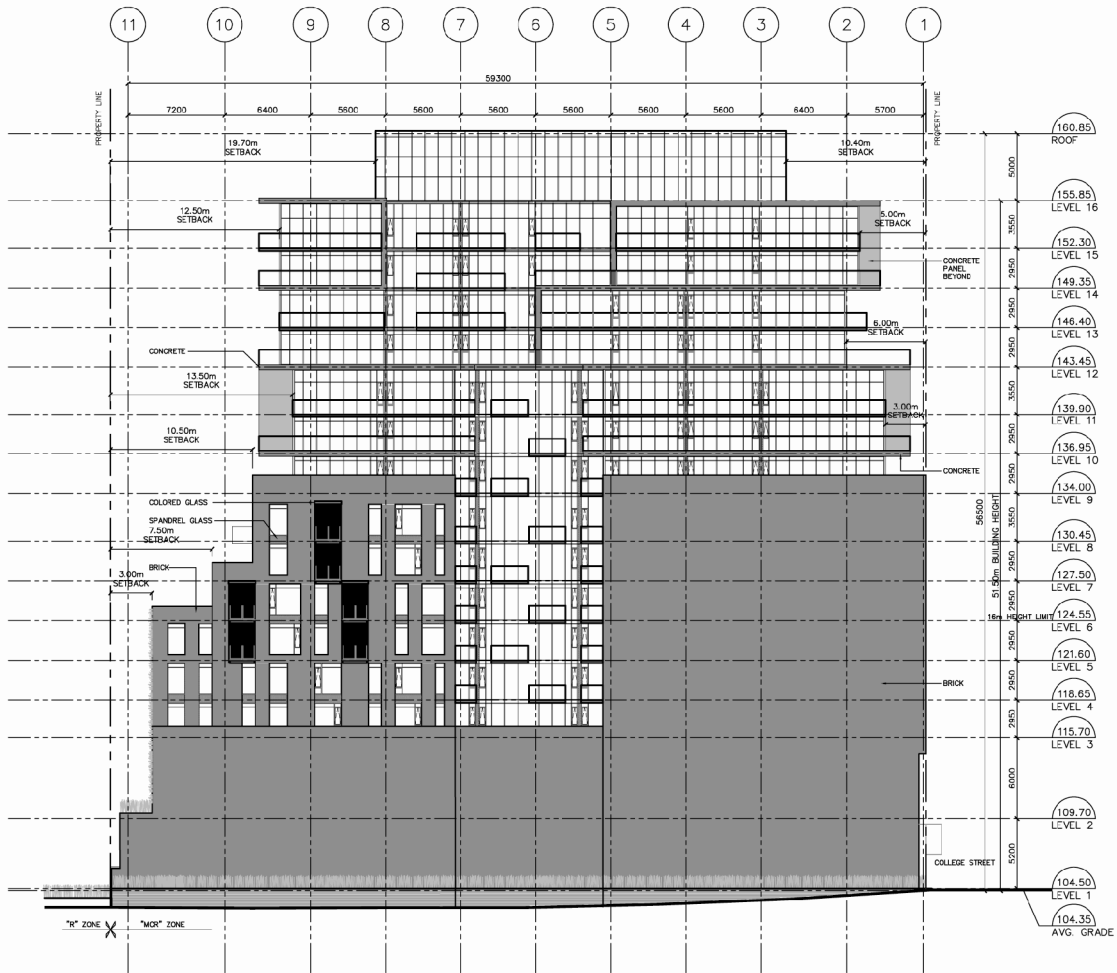 11 10 9 8 7 6 5 4 3 2 1
59300
7200 6400 5600 5600 5600 5600 5600 5600 6400 5700
PROPERTY LINE
PROPERTY LINE
19.70m
SETBACK
10.40m
SETBACK
160.85
ROOF
5000
12.50m
SETBACK
5.00m
SETBACK
155.85
LEVEL 16
3550
152.30
LEVEL 15
CONCRETE
PANEL
BEYOND
2950
149.35
LEVEL 14
2950
6.00m
SETBACK
146.40
LEVEL 13
2950
CONCRETE
143.45
LEVEL 12
13.50m
SETBACK
3550
3.00m
SETBACK
139.90
LEVEL 11
10.50m
SETBACK
2950
136.95
LEVEL 10
CONCRETE
2950
134.00
LEVEL 9
COLORED GLASS
SPANDREL GLASS
7.50m
SETBACK
56500
51.50m BUILDING HEIGHT
3550
130.45
LEVEL 8
BRICK
3.00m
SETBACK
2950
127.50
LEVEL 7
2950
16m HEIGHT LIMIT
124.55
LEVEL 6
2950
121.60
LEVEL 5
BRICK
2950
118.65
LEVEL 4
2950
115.70
LEVEL 3
6000
109.70
LEVEL 2
5200
COLLEGE STREET
104.50
LEVEL 1
"R" ZONE "MCR" ZONE
104.35
AVG. GRADE